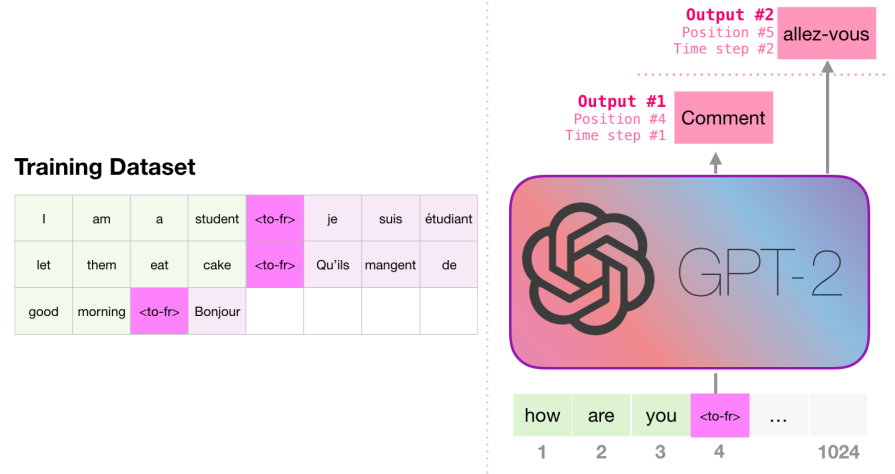 Training Dataset
I am a student <to-fr> je suis étudiant
let them eat cake <to-fr> Qu'ils mangent de
good morning <to-fr> Bonjour
Output #2
Position #5
Time step #2
allez-vous
Output #1
Position #4
Time step #1
Comment
GPT-2
how are you <to-fr> ...
1 2 3 4 1024